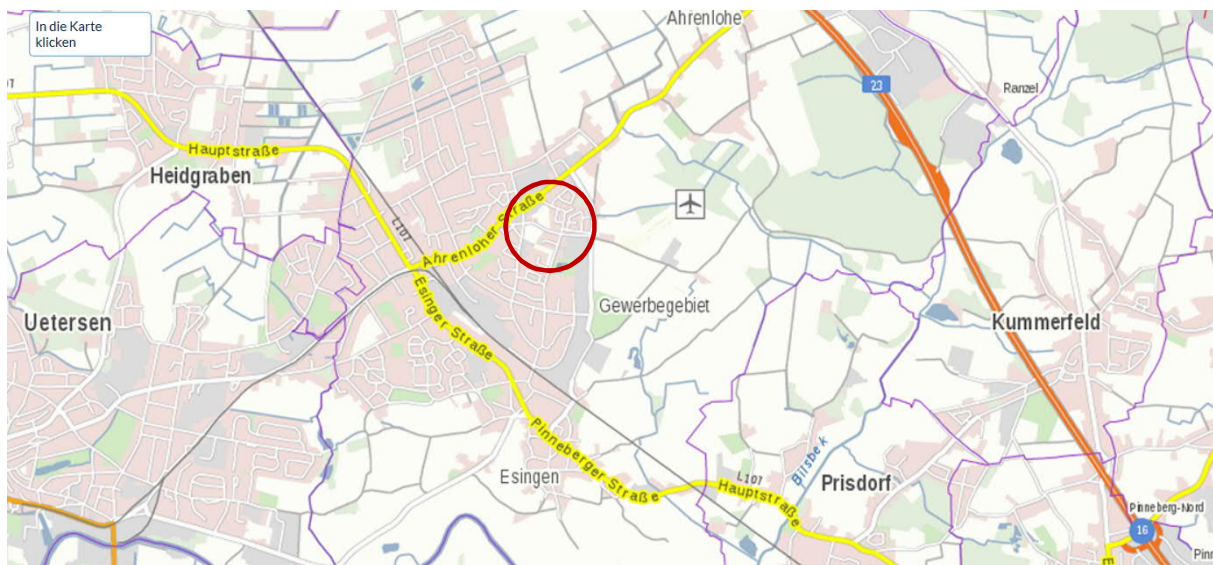 In die Karte
klicken
Ahrenlohe
23
Ranzel
Hauptstraße
Heidgraben
L107
Ahrenloher Straße
Esinger Straße
Gewerbegebiet
Uetersen
Kummerfeld
Pinneberger Straße
Esingen
L107
Hauptstraße
Bilsbek
Prisdorf
Pinneberg-Nord
16
Pinn
E